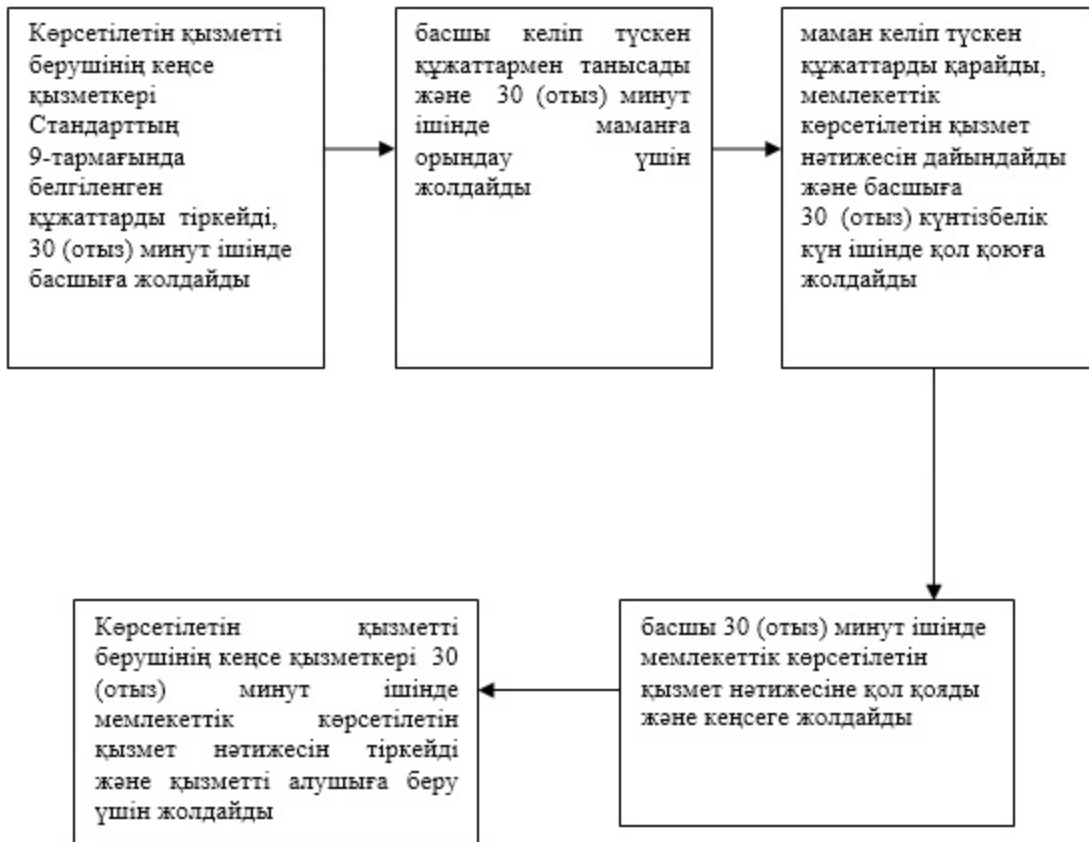 Көрсетілетін қызметті
берушінің кеңсе
қызметкері
Стандарттың
9-тармағында
белгіленген
құжаттарды тіркейді,
30 (отыз) минут ішінде
басшыға жолдайды
басшы келіп түскен
құжаттармен танысады
және 30 (отыз) минут
ішінде маманға
орындау үшін
жолдайды
маман келіп түскен
құжаттарды қарайды,
мемлекеттік
көрсетілетін қызмет
нәтижесін дайындайды
және басшыға
30 (отыз) күнтізбелік
күн ішінде қол қоюға
жолдайды
басшы 30 (отыз) минут ішінде
мемлекеттік көрсетілетін
қызмет нәтижесіне қол қояды
және кеңсеге жолдайды
Көрсетілетін қызметті
берушінің кеңсе қызметкері 30
(отыз) минут ішінде
мемлекеттік көрсетілетін
қызмет нәтижесін тіркейді
және қызметті алушыға беру
үшін жолдайды